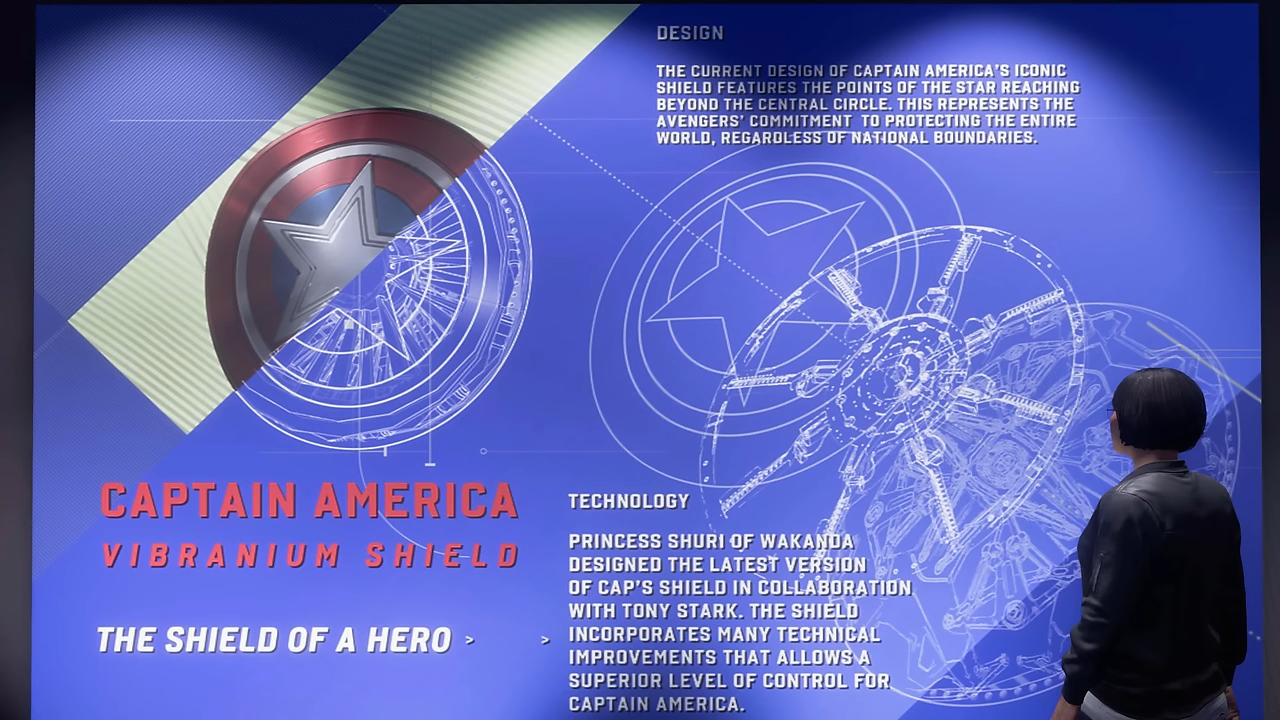 DESIGN
THE CURRENT DESIGN OF CAPTAIN AMERICA'S ICONIC
SHIELD FEATURES THE POINTS OF THE STAR REACHING
BEYOND THE CENTRAL CIRCLE. THIS REPRESENTS THE
AVENGERS' COMMITMENT TO PROTECTING THE ENTIRE
WORLD, REGARDLESS OF NATIONAL BOUNDARIES.
CAPTAIN AMERICA
VIBRANIUM SHIELD
THE SHIELD OF A HERO > >
TECHNOLOGY
PRINCESS SHURI OF WAKANDA
DESIGNED THE LATEST VERSION
OF CAP'S SHIELD IN COLLABORATION
WITH TONY STARK. THE SHIELD
INCORPORATES MANY TECHNICAL
IMPROVEMENTS THAT ALLOWS A
SUPERIOR LEVEL OF CONTROL FOR
CAPTAIN AMERICA.